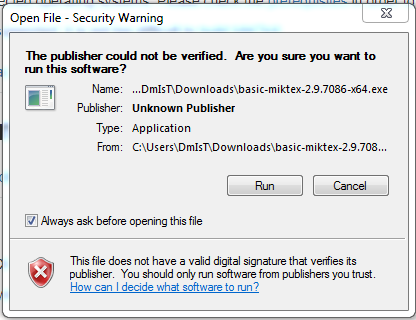 Open File - Security Warning
The publisher could not be verified. Are you sure you want to
run this software?
Name: ...DmIsT\Downloads\basic-miktex-2.9.7086-x64.exe
Publisher: Unknown Publisher
Type: Application
From: C:\Users\DmIsT\Downloads\basic-miktex-2.9.708...
Run
Cancel
Always ask before opening this file
This file does not have a valid digital signature that verifies its
publisher. You should only run software from publishers you trust.
How can I decide what software to run?